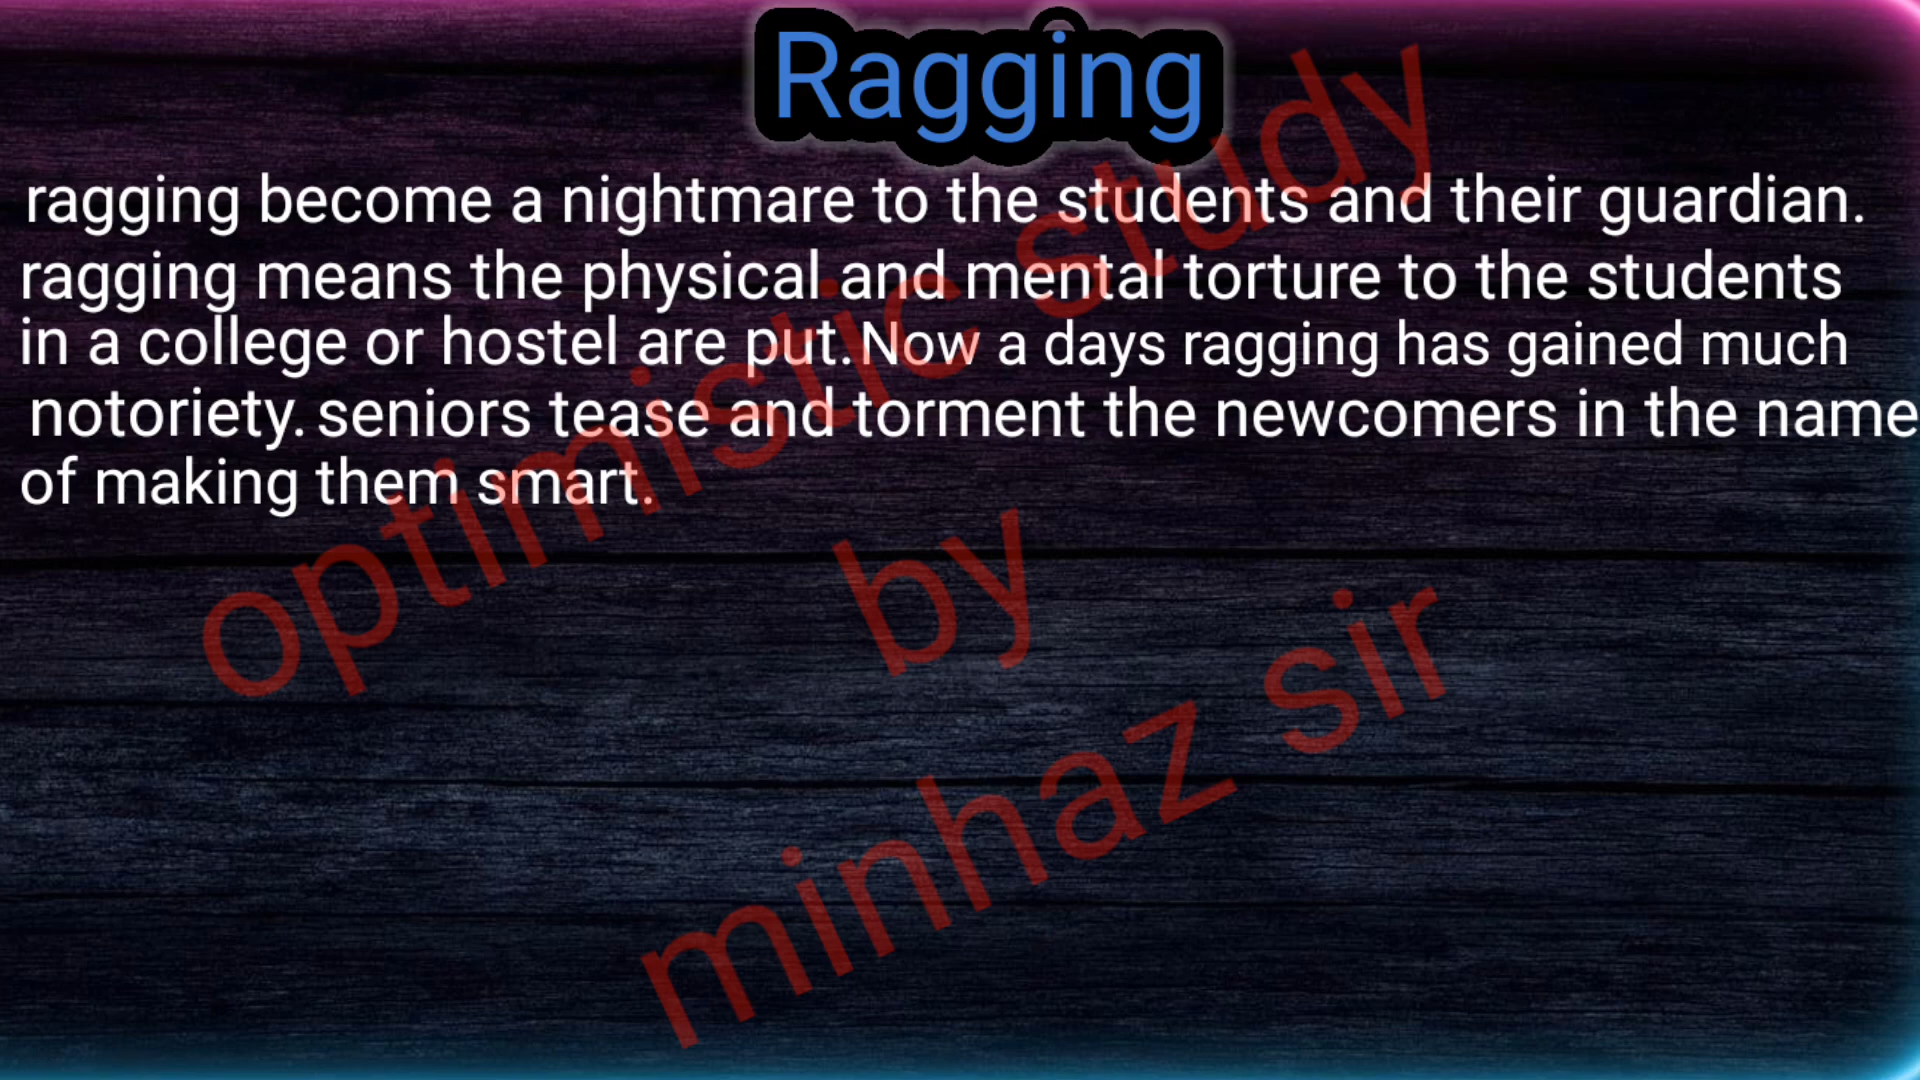 Ragging
ragging become a nightmare to the students and their guardian.
ragging means the physical and mental torture to the students
in a college or hostel are put. Now a days ragging has gained much
notoriety. seniors tease and torment the newcomers in the name
of making them smart.
optimistic study
by
minhaz sir